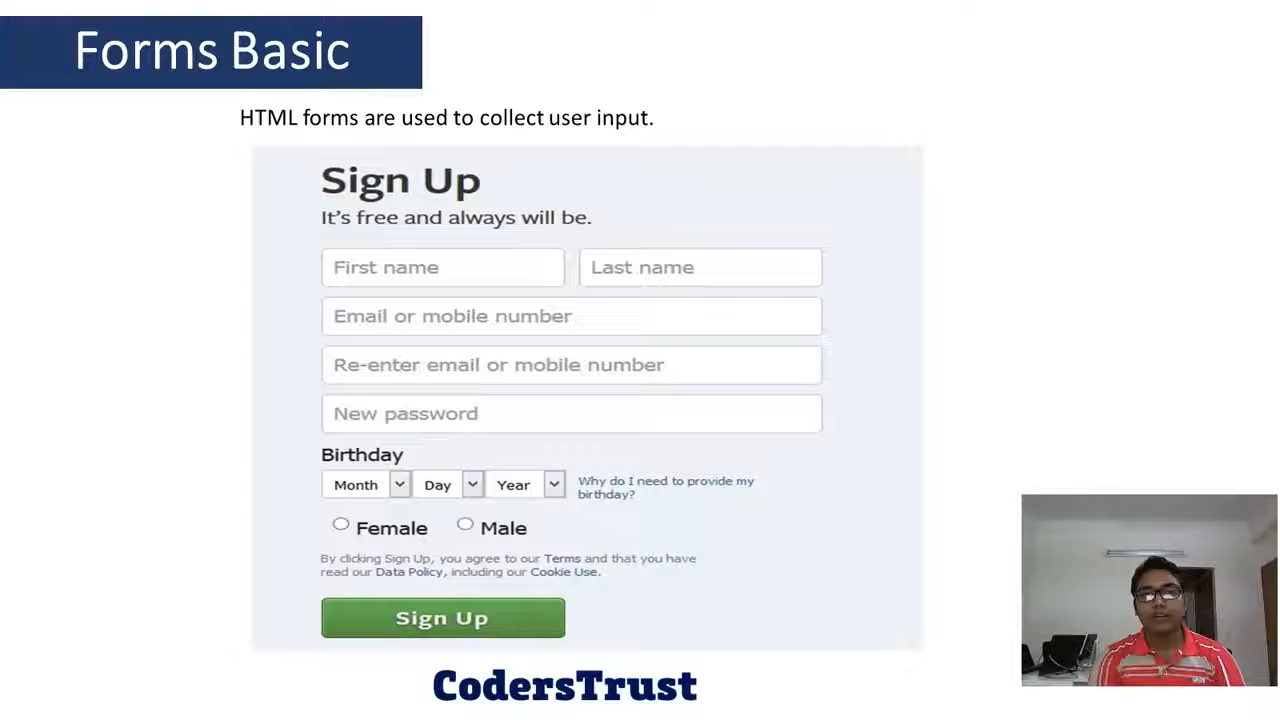 Forms Basic
HTML forms are used to collect user input.
Sign Up
It's free and always will be.
First name
Last name
Email or mobile number
Re-enter email or mobile number
New password
Birthday
Month
Day
Year
Why do I need to provide my
birthday?
Female
Male
By clicking Sign Up, you agree to our Terms and that you have
read our Data Policy, including our Cookie Use.
Sign Up
CodersTrust